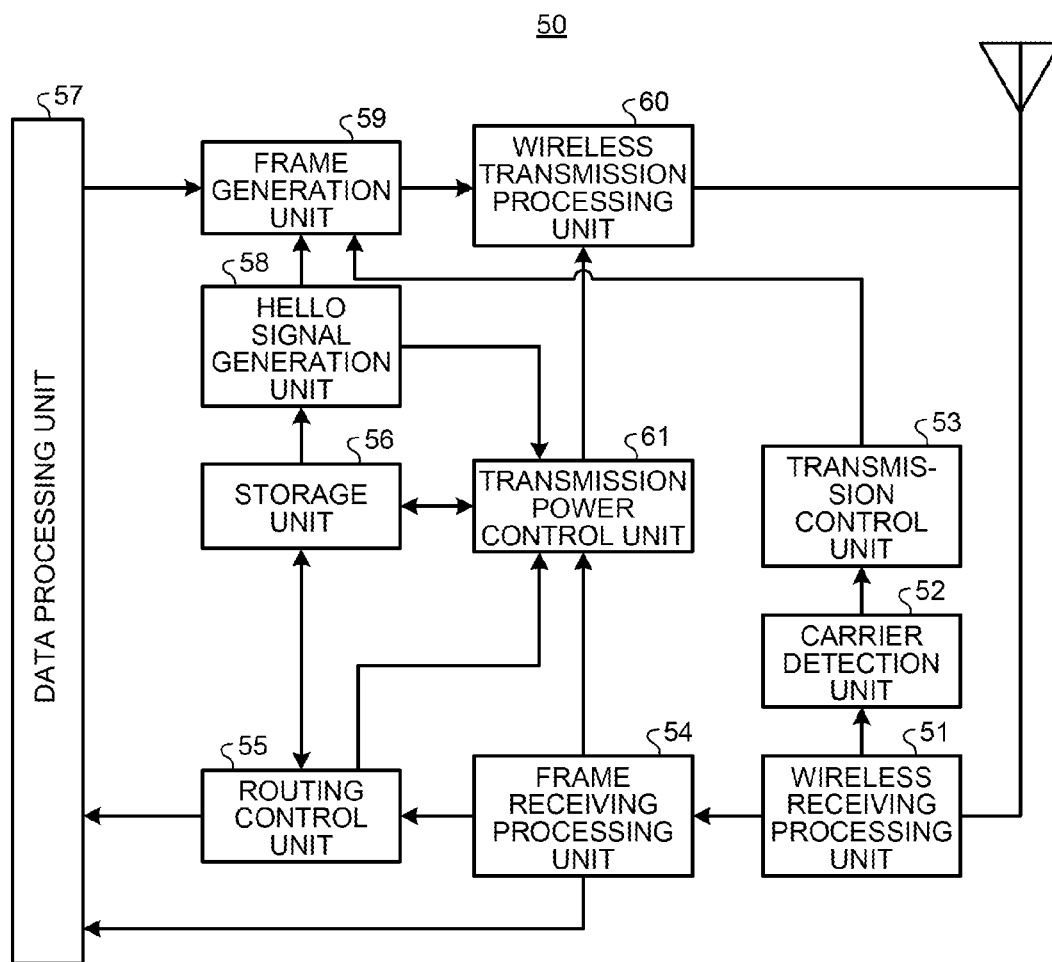 50
57
DATA PROCESSING UNIT
59
FRAME
GENERATION
UNIT
60
WIRELESS
TRANSMISSION
PROCESSING
UNIT
58
HELLO
SIGNAL
GENERATION
UNIT
56
STORAGE
UNIT
61
TRANSMISSION
POWER
CONTROL UNIT
53
TRANSMIS-
SION
CONTROL
UNIT
52
CARRIER
DETECTION
UNIT
55
ROUTING
CONTROL
UNIT
54
FRAME
RECEIVING
PROCESSING
UNIT
51
WIRELESS
RECEIVING
PROCESSING
UNIT